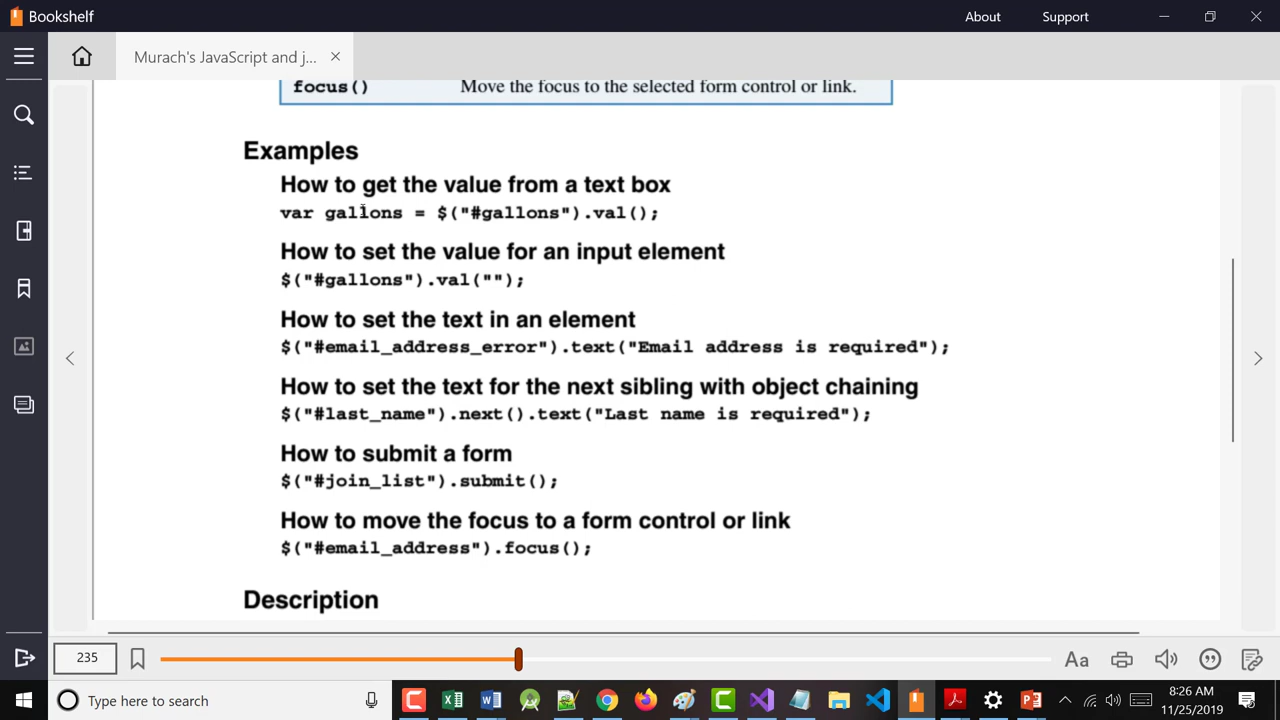 Bookshelf
About
Support
Murach's JavaScript and j...
focus() Move the focus to the selected form control or link.
Examples
How to get the value from a text box
var gallons = $("#gallons").val();
How to set the value for an input element
$("#gallons").val("");
How to set the text in an element
$("#email_address_error").text("Email address is required");
How to set the text for the next sibling with object chaining
$("#last_name").next().text("Last name is required");
How to submit a form
$("#join_list").submit();
How to move the focus to a form control or link
$("#email_address").focus();
Description
235
Aa
Type here to search
8:26 AM
11/25/2019